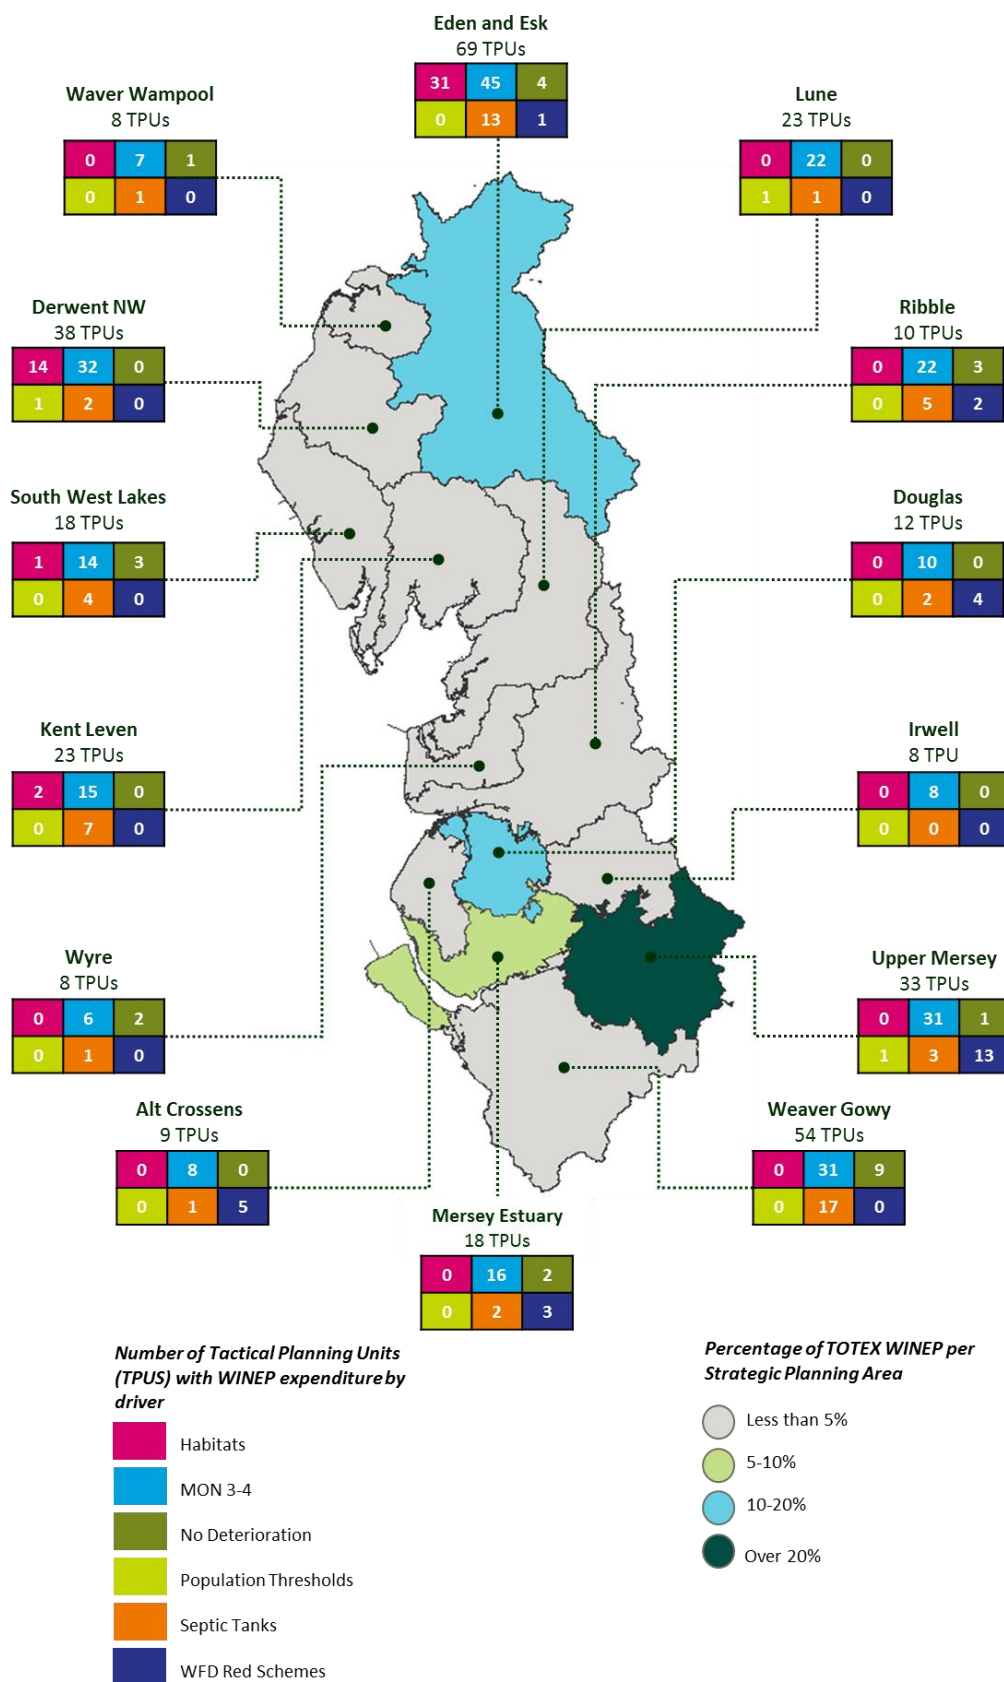 Eden and Esk
69 TPUs
31 45 4
0 13 1
Waver Wampool
8 TPUs
0 7 1
0 1 0
Lune
23 TPUs
0 22 0
1 1 0
Derwent NW
38 TPUs
14 32 0
1 2 0
Ribble
10 TPUs
0 22 3
0 5 2
South West Lakes
18 TPUs
1 14 3
0 4 0
Douglas
12 TPUs
0 10 0
0 2 4
Kent Leven
23 TPUs
2 15 0
0 7 0
Irwell
8 TPU
0 8 0
0 0 0
Wyre
8 TPUs
0 6 2
0 1 0
Upper Mersey
33 TPUs
0 31 1
1 3 13
Alt Crossens
9 TPUs
0 8 0
0 1 5
Weaver Gowy
54 TPUs
0 31 9
0 17 0
Mersey Estuary
18 TPUs
0 16 2
0 2 3
Number of Tactical Planning Units
(TPUS) with WINEP expenditure by
driver
Habitats
MON 3-4
No Deterioration
Population Thresholds
Septic Tanks
WFD Red Schemes
Percentage of TOTEX WINEP per
Strategic Planning Area
Less than 5%
5-10%
10-20%
Over 20%